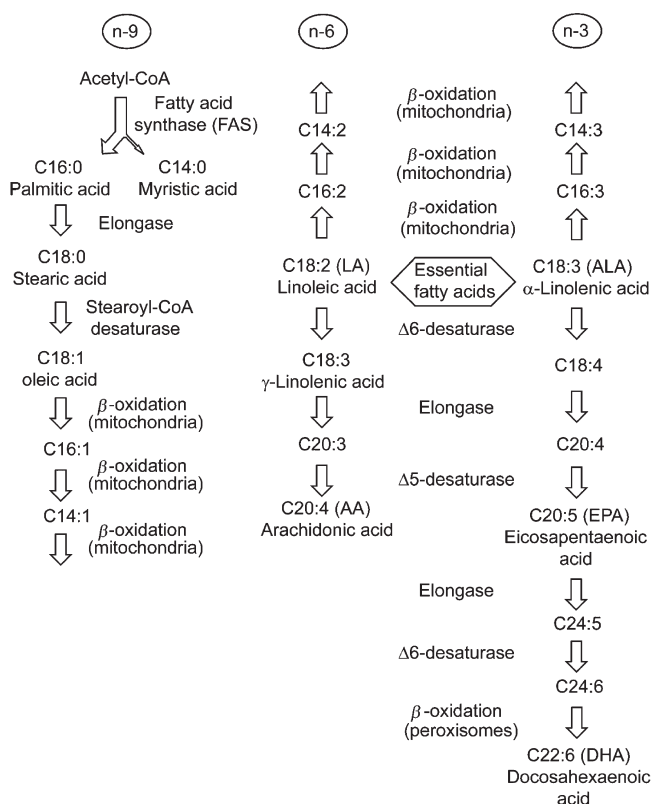 n-9
Acetyl-CoA
Fatty acid
synthase (FAS)
C16:0
Palmitic acid
C14:0
Myristic acid
Elongase
C18:0
Stearic acid
Stearoyl-CoA
desaturase
C18:1
oleic acid
β-oxidation
(mitochondria)
C16:1
β-oxidation
(mitochondria)
C14:1
β-oxidation
(mitochondria)
n-6
C14:2
C16:2
C18:2 (LA)
Linoleic acid
C18:3
γ-Linolenic acid
C20:3
C20:4 (AA)
Arachidonic acid
β-oxidation
(mitochondria)
β-oxidation
(mitochondria)
β-oxidation
(mitochondria)
Essential
fatty acids
Δ6-desaturase
Elongase
Δ5-desaturase
Elongase
Δ6-desaturase
β-oxidation
(peroxisomes)
n-3
C14:3
C16:3
C18:3 (ALA)
α-Linolenic acid
C18:4
C20:4
C20:5 (EPA)
Eicosapentaenoic
acid
C24:5
C24:6
C22:6 (DHA)
Docosahexaenoic
acid